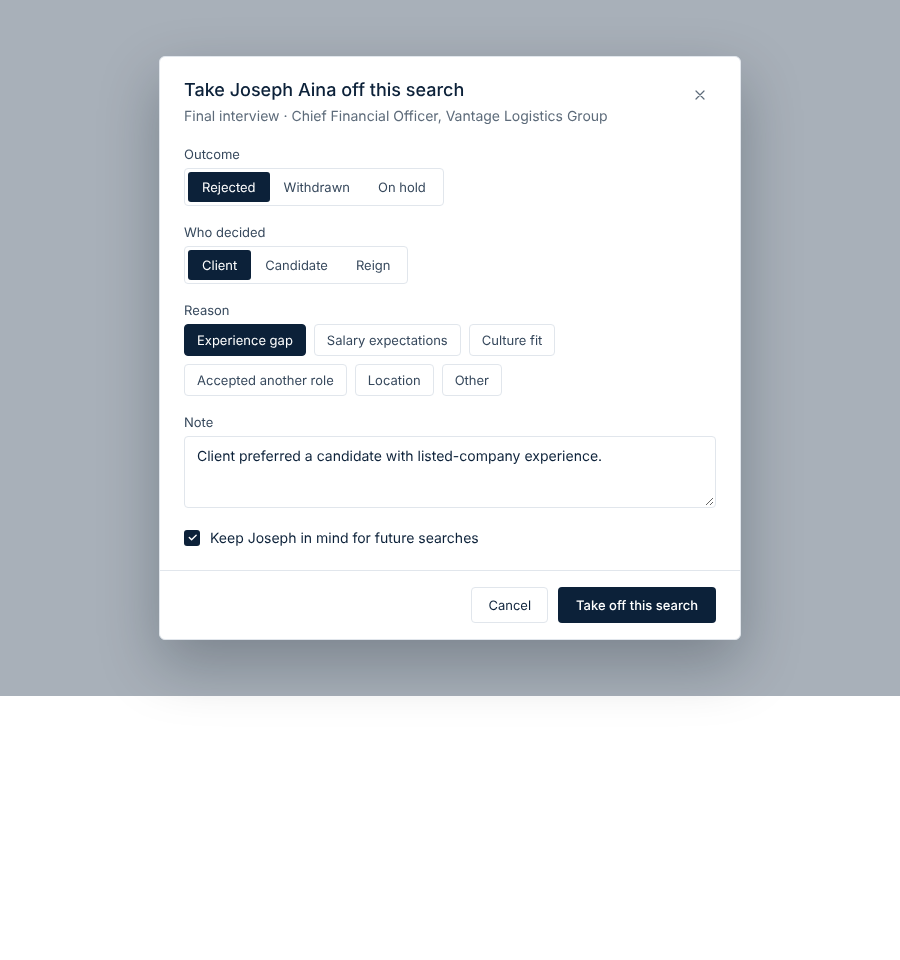 Take Joseph Aina off this search
Final interview · Chief Financial Officer, Vantage Logistics Group
Outcome
Rejected Withdrawn On hold
Who decided
Client Candidate Reign
Reason
Experience gap Salary expectations Culture fit
Accepted another role Location Other
Note
Client preferred a candidate with listed-company experience.
Keep Joseph in mind for future searches
Cancel Take off this search